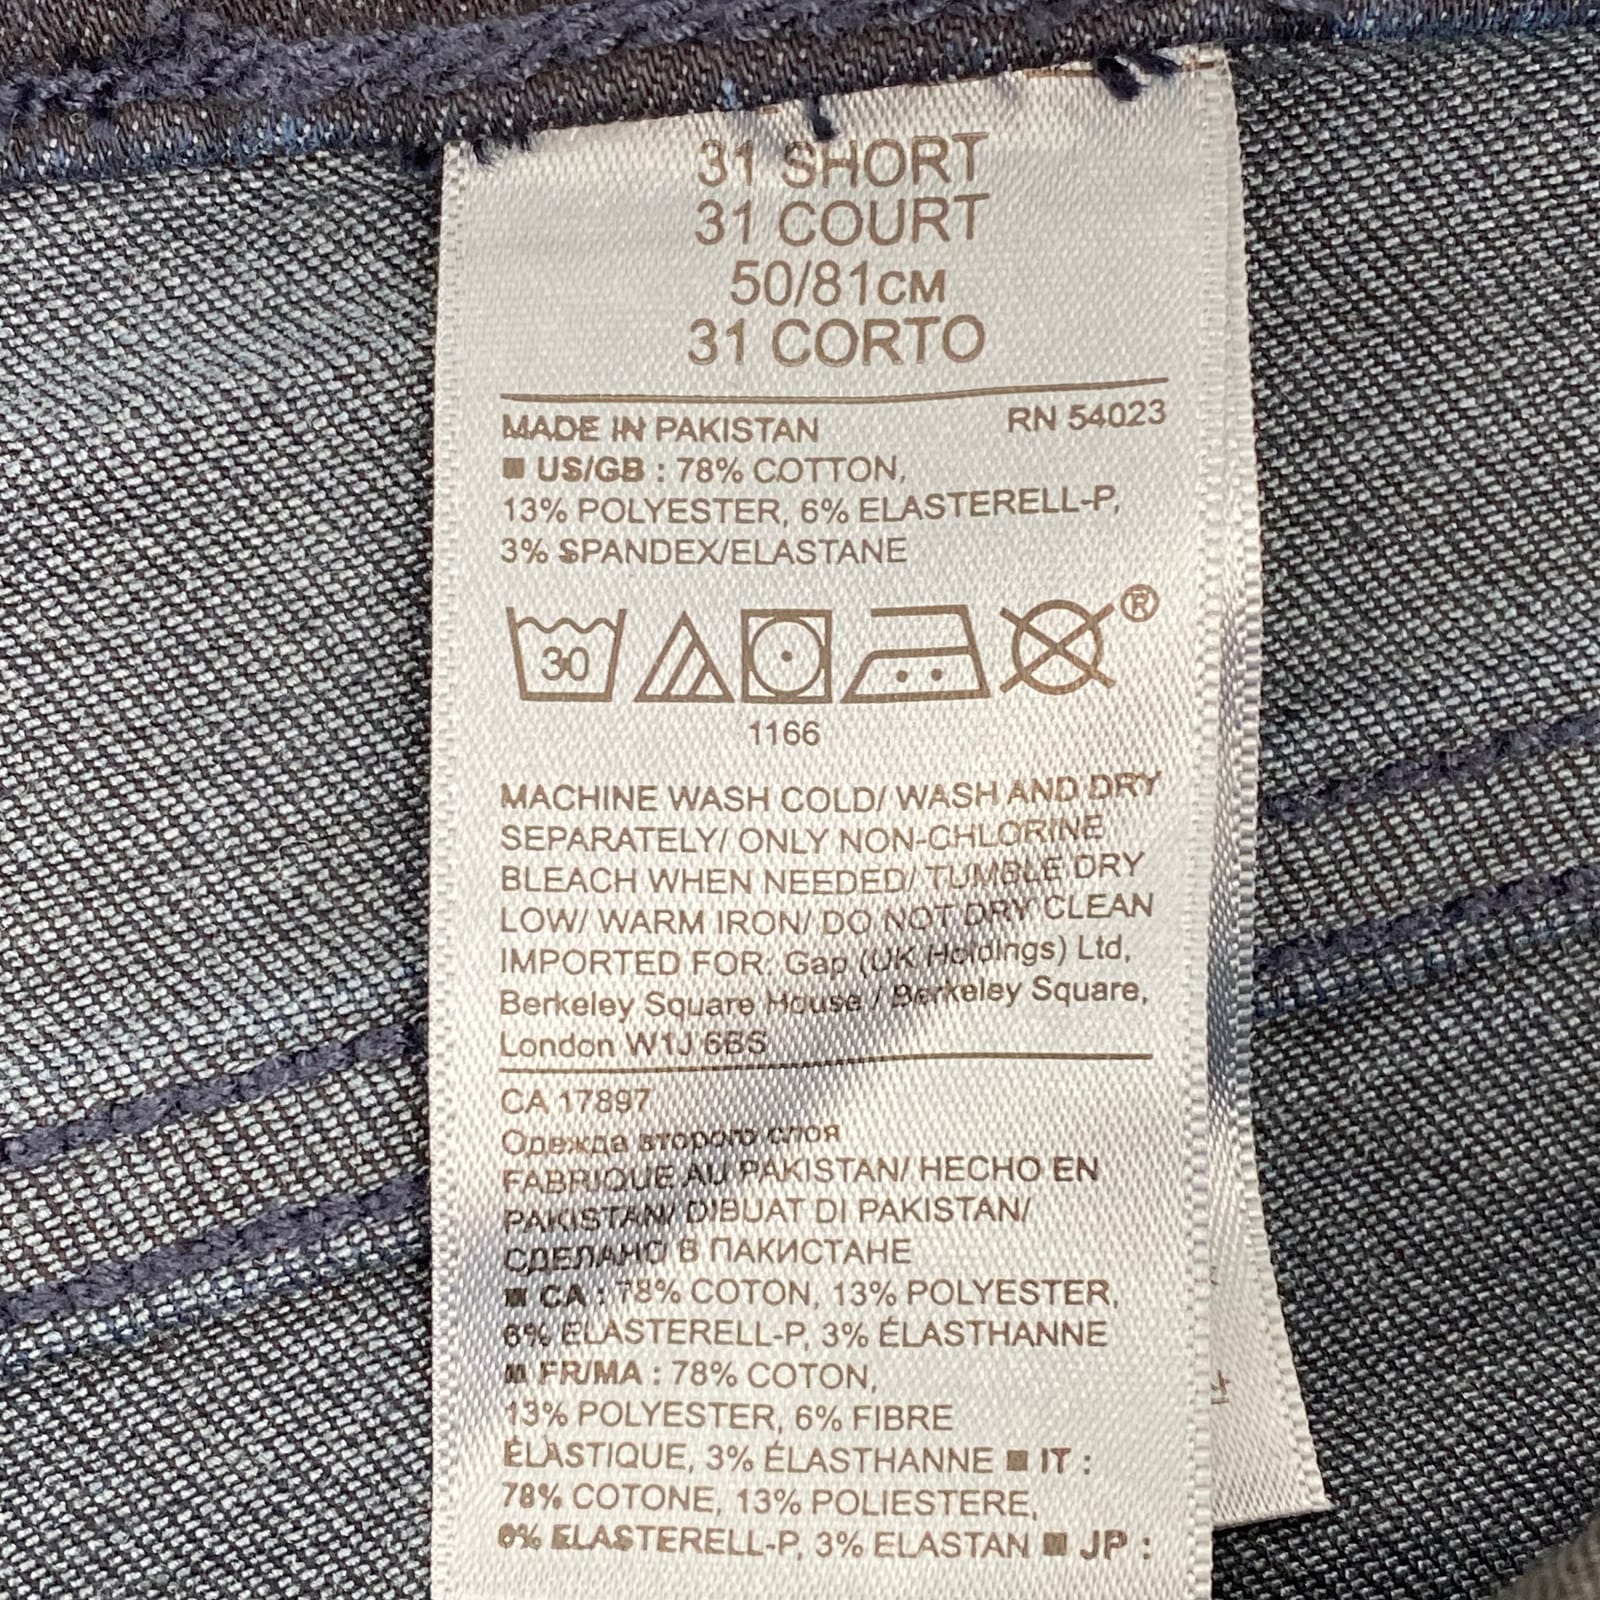 31 SHORT
31 COURT
50/81CM
31 CORTO
MADE IN PAKISTAN RN 54023
■ US/GB : 78% COTTON,
13% POLYESTER, 6% ELASTERELL-P,
3% SPANDEX/ELASTANE
30 ®
1166
MACHINE WASH COLD/ WASH AND DRY
SEPARATELY/ ONLY NON-CHLORINE
BLEACH WHEN NEEDED/ TUMBLE DRY
LOW/ WARM IRON/ DO NOT DRY CLEAN
IMPORTED FOR: Gap (UK Holdings) Ltd,
Berkeley Square House / Berkeley Square,
London W1J 6BS
CA 17897
Одежда второго слоя
FABRIQUE AU PAKISTAN/ HECHO EN
PAKISTAN/ DIBUAT DI PAKISTAN/
СДЕЛАНО В ПАКИСТАНЕ
■ CA : 78% COTON, 13% POLYESTER,
6% ELASTERELL-P, 3% ÉLASTHANNE
■ FR/MA : 78% COTON,
13% POLYESTER, 6% FIBRE
ÉLASTIQUE, 3% ÉLASTHANNE ■ IT :
78% COTONE, 13% POLIESTERE,
6% ELASTERELL-P, 3% ELASTAN ■ JP :